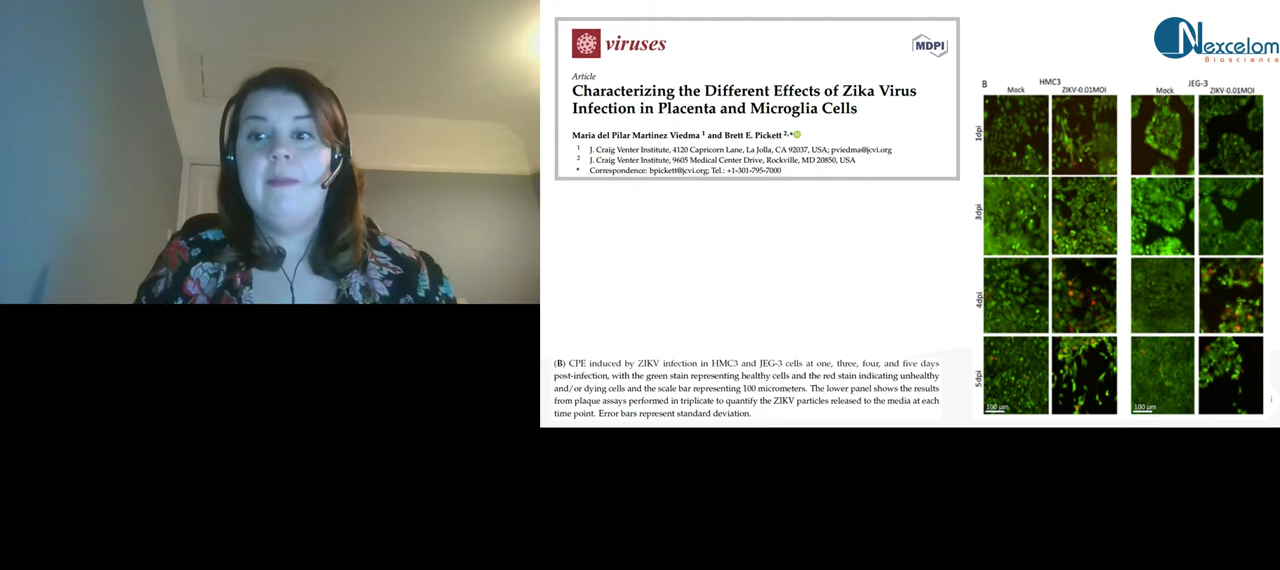 viruses
MDPI
Article
Characterizing the Different Effects of Zika Virus
Infection in Placenta and Microglia Cells
Maria del Pilar Martinez Viedma 1 and Brett E. Pickett 2,*
1 J. Craig Venter Institute, 4120 Capricorn Lane, La Jolla, CA 92037, USA; pviedma@jcvi.org
2 J. Craig Venter Institute, 9605 Medical Center Drive, Rockville, MD 20850, USA
* Correspondence: bpickett@jcvi.org; Tel.: +1-301-795-7000
(B) CPE induced by ZIKV infection in HMC3 and JEG-3 cells at one, three, four, and five days
post-infection, with the green stain representing healthy cells and the red stain indicating unhealthy
and/or dying cells and the scale bar representing 100 micrometers. The lower panel shows the results
from plaque assays performed in triplicate to quantify the ZIKV particles released to the media at each
time point. Error bars represent standard deviation.
Nexcelom
Bioscience
B
HMC3 JEG-3
Mock ZIKV-0.01MOI Mock ZIKV-0.01MOI
1dpi
3dpi
4dpi
5dpi
100 µm 100 µm